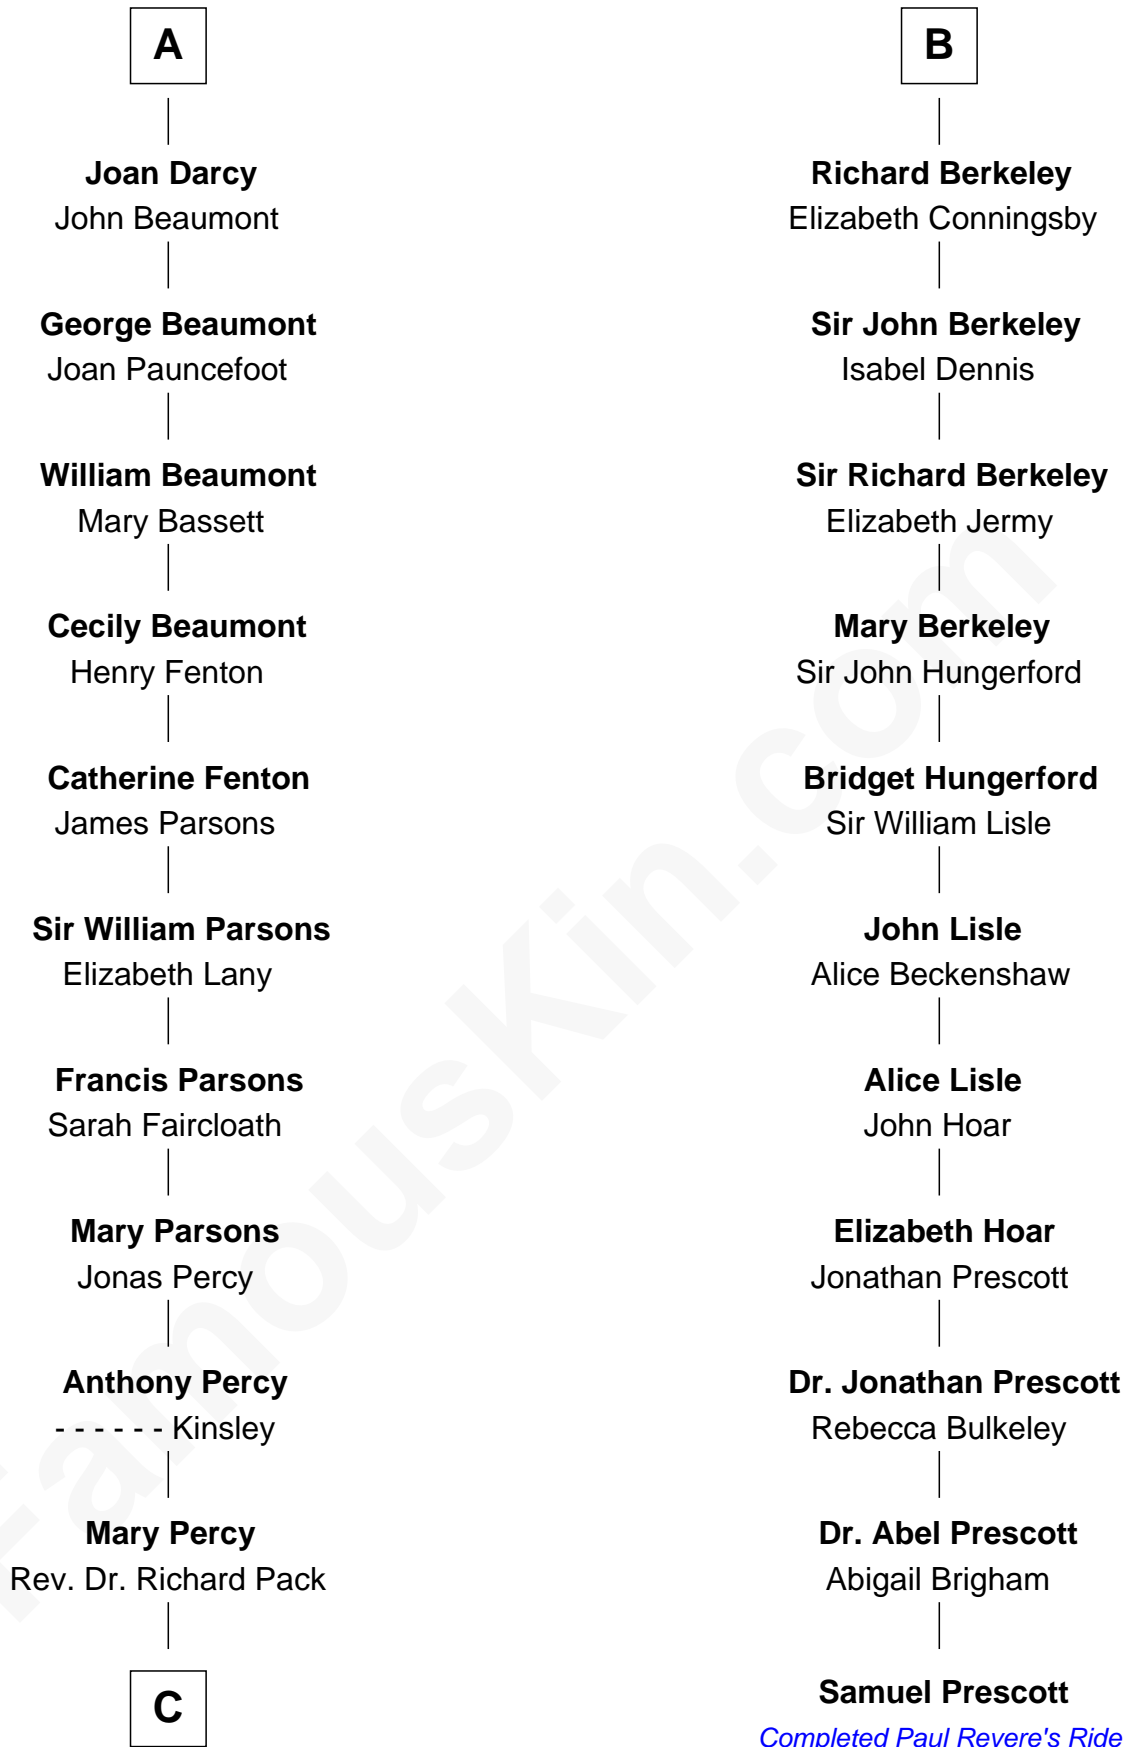 A
Joan Darcy
John Beaumont
George Beaumont
Joan Pauncefoot
William Beaumont
Mary Bassett
Cecily Beaumont
Henry Fenton
Catherine Fenton
James Parsons
Sir William Parsons
Elizabeth Lany
Francis Parsons
Sarah Faircloath
Mary Parsons
Jonas Percy
Anthony Percy
- - - - - - Kinsley
Mary Percy
Rev. Dr. Richard Pack
C
B
Richard Berkeley
Elizabeth Conningsby
Sir John Berkeley
Isabel Dennis
Sir Richard Berkeley
Elizabeth Jermy
Mary Berkeley
Sir John Hungerford
Bridget Hungerford
Sir William Lisle
John Lisle
Alice Beckenshaw
Alice Lisle
John Hoar
Elizabeth Hoar
Jonathan Prescott
Dr. Jonathan Prescott
Rebecca Bulkeley
Dr. Abel Prescott
Abigail Brigham
Samuel Prescott
Completed Paul Revere's Ride
FamousKin.com